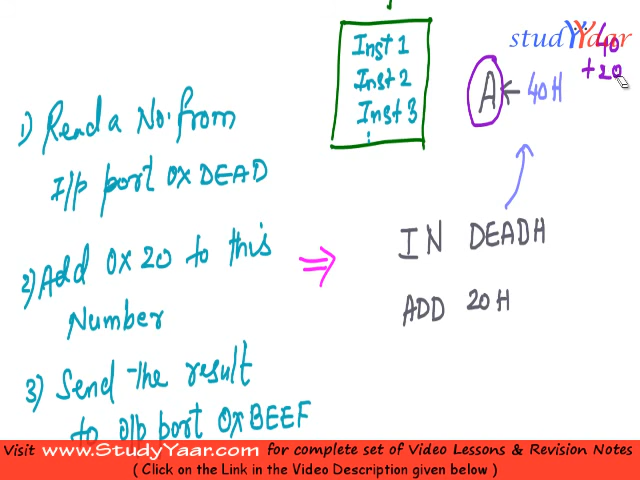 Inst 1
Inst 2
Inst 3
studYYaar
40
+20
A ← 40H
1) Read a No. from
I/p port 0x DEAD
IN DEADH
2) Add 0x 20 to this
Number
⇒
ADD 20H
3) Send the result
to o/p port 0x BEEF
Visit www.StudyYaar.com for complete set of Video Lessons & Revision Notes
( Click on the Link in the Video Description given below )